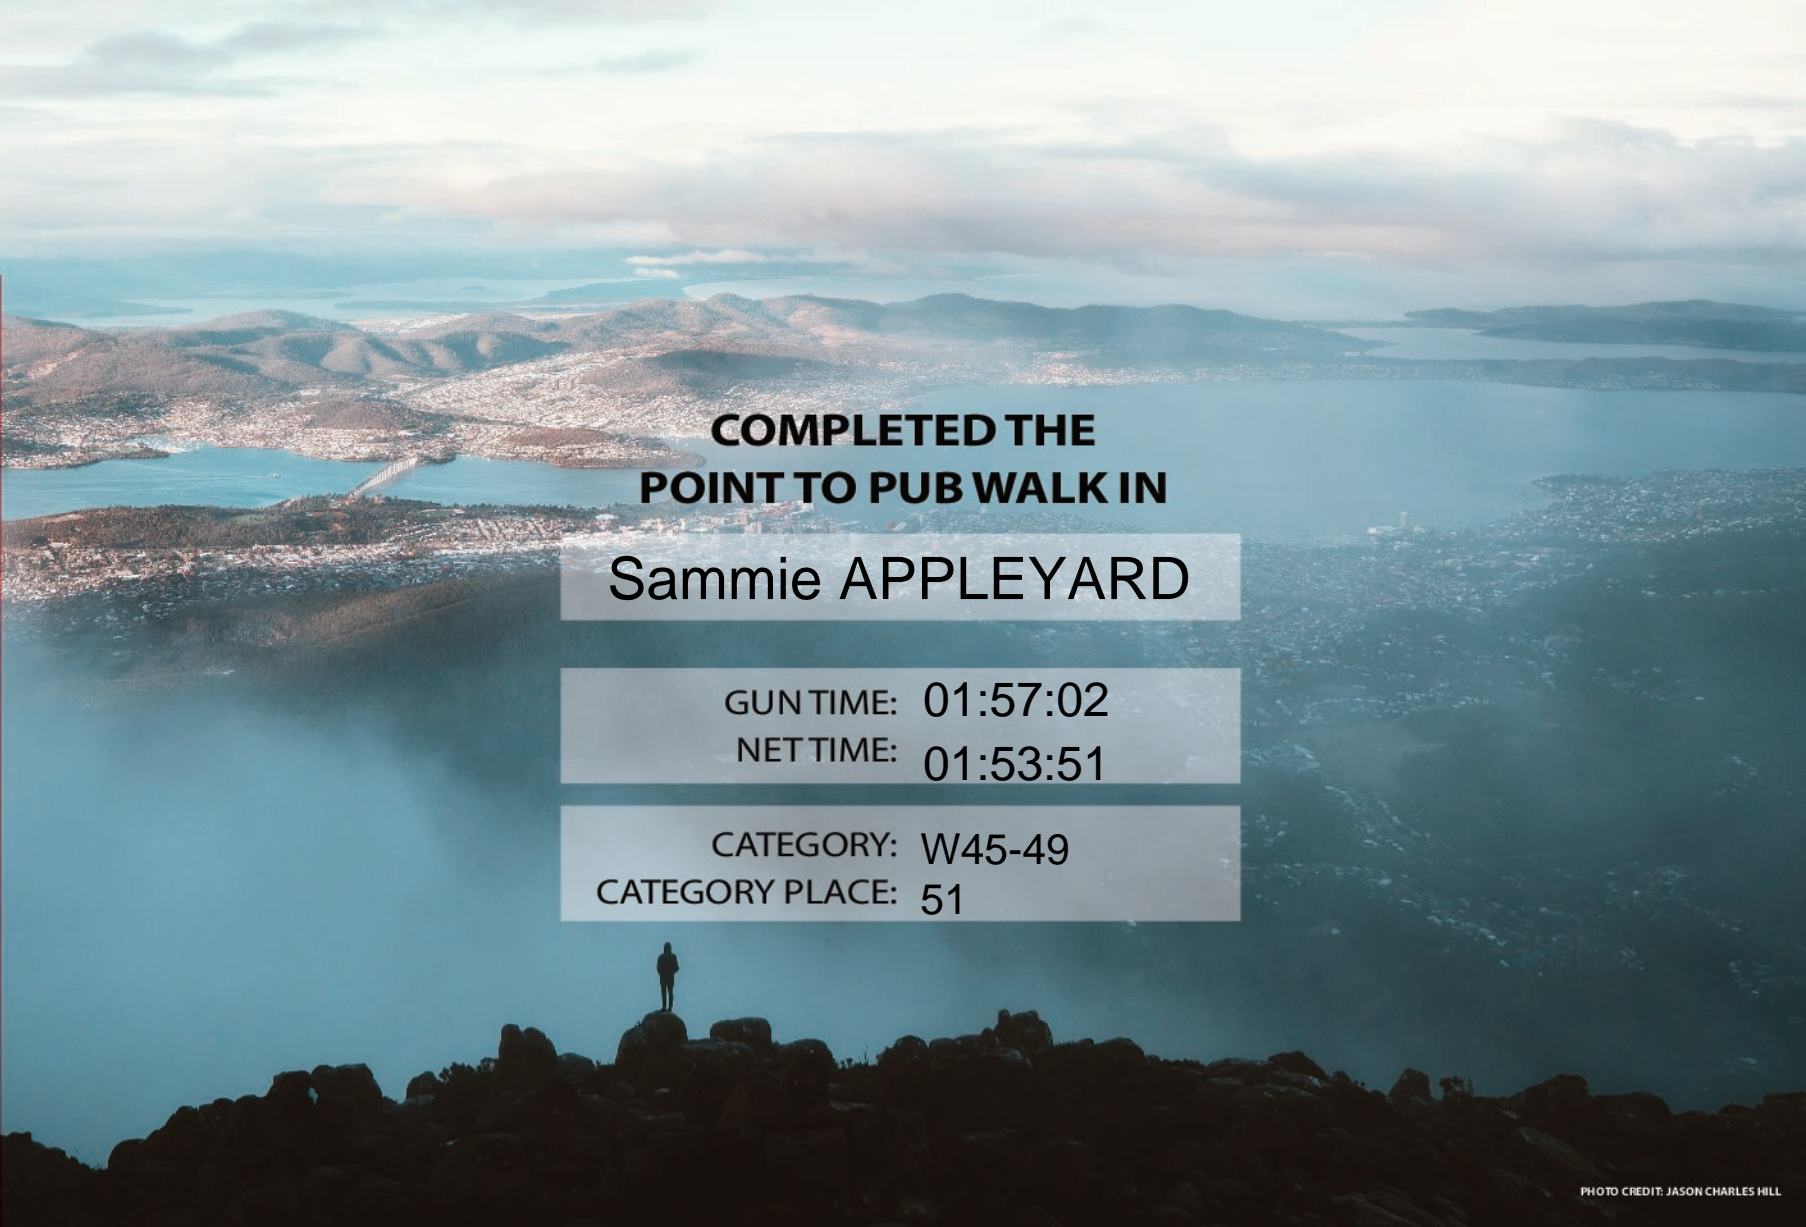 COMPLETED THE
POINT TO PUB WALK IN
Sammie APPLEYARD
GUN TIME: 01:57:02
NET TIME: 01:53:51
CATEGORY: W45-49
CATEGORY PLACE: 51
PHOTO CREDIT: JASON CHARLES HILL